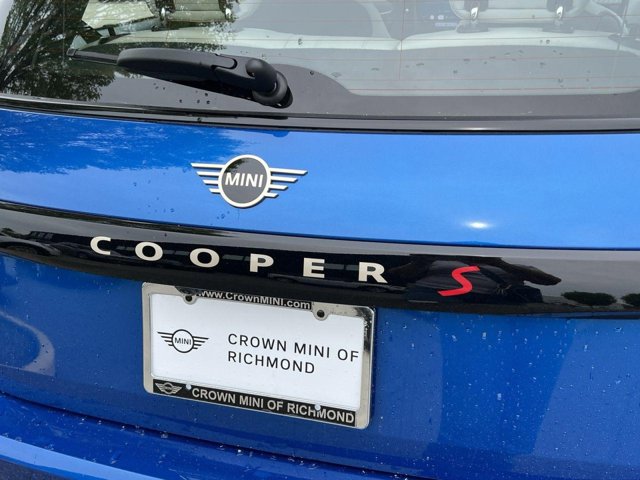 MINI
COOPER S
www.CrownMINI.com
MINI
CROWN MINI OF
RICHMOND
CROWN MINI OF RICHMOND